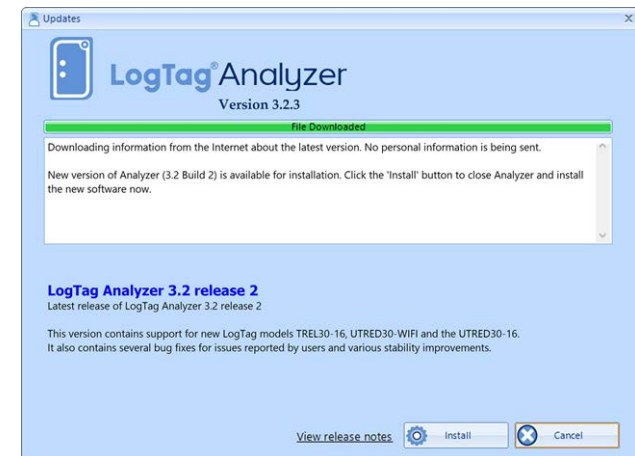 Updates
LogTag® Analyzer
Version 3.2.3
File Downloaded
Downloading information from the Internet about the latest version. No personal information is being sent.
New version of Analyzer (3.2 Build 2) is available for installation. Click the 'Install' button to close Analyzer and install
the new software now.
LogTag Analyzer 3.2 release 2
Latest release of LogTag Analyzer 3.2 release 2
This version contains support for new LogTag models TREL30-16, UTRED30-WIFI and the UTRED30-16.
It also contains several bug fixes for issues reported by users and various stability improvements.
View release notes Install Cancel